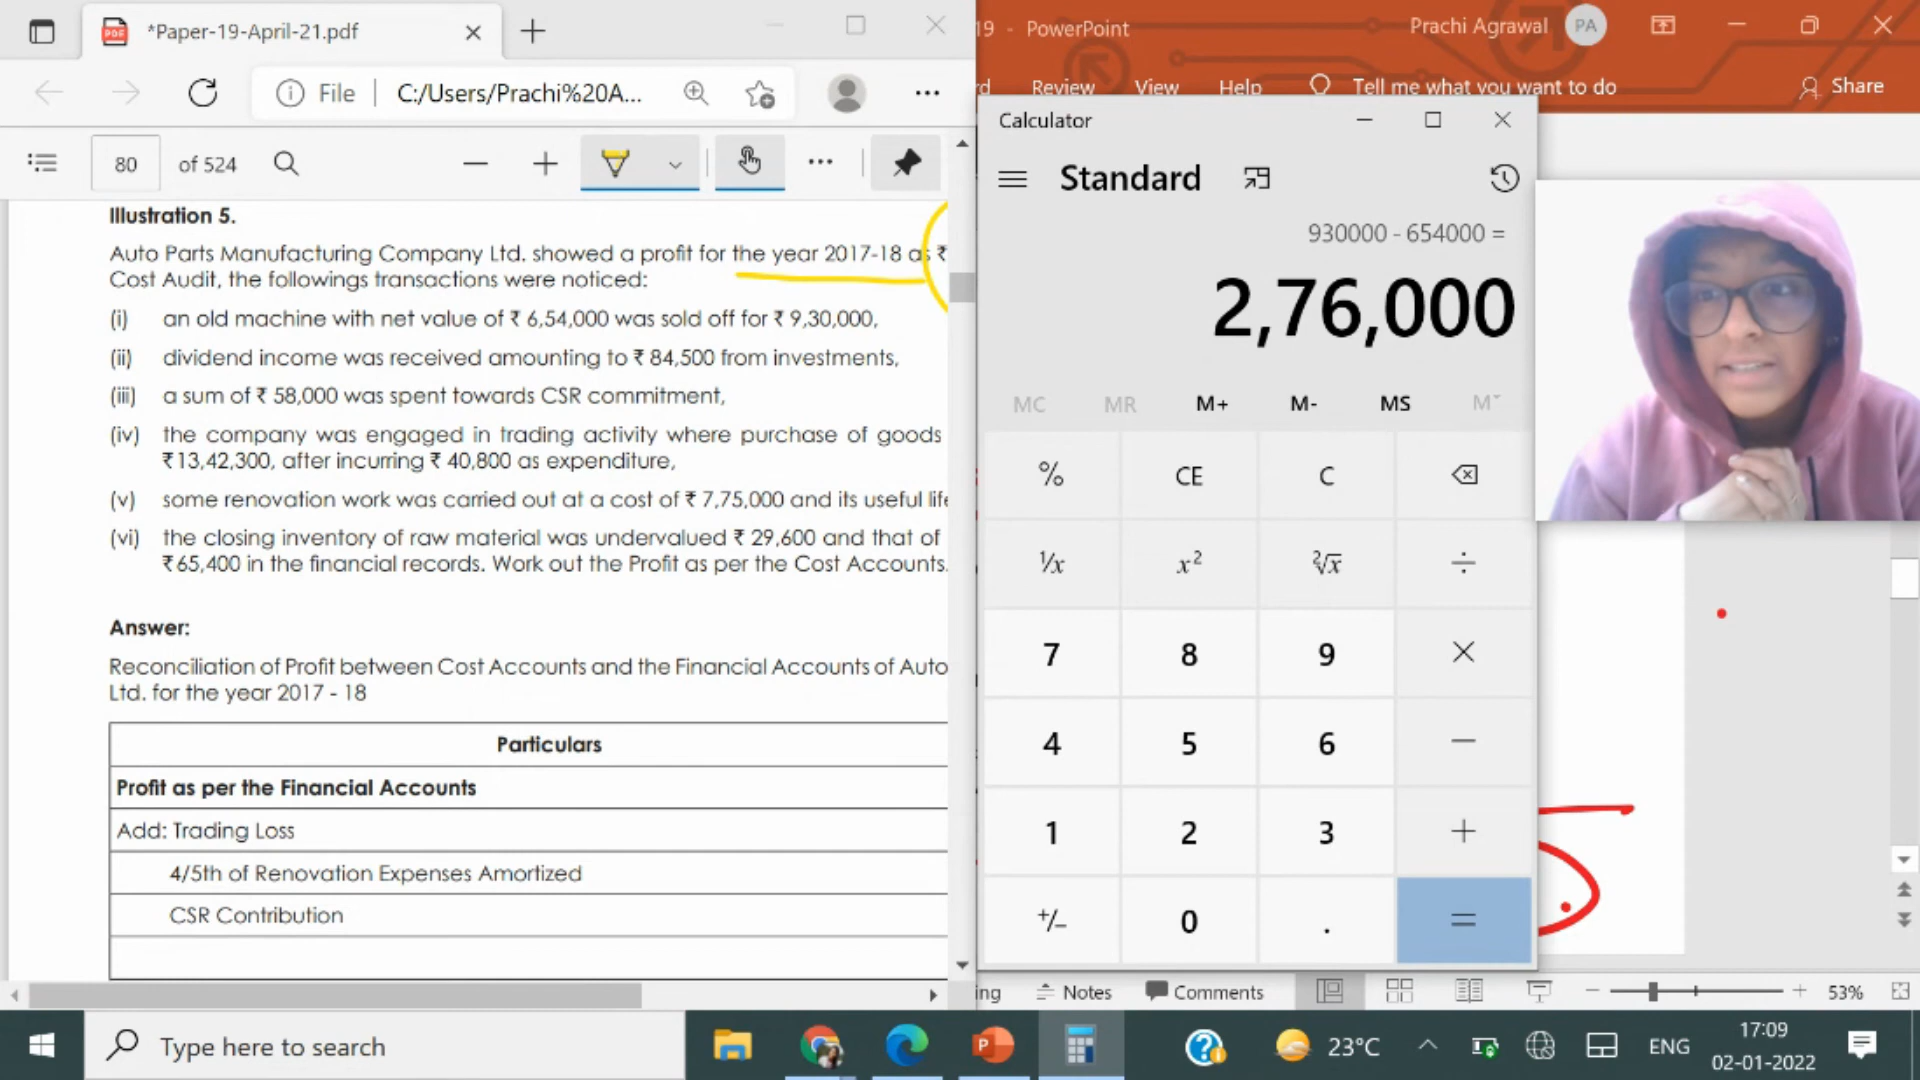 *Paper-19-April-21.pdf
File
C:/Users/Prachi%20A...
80 of 524
Illustration 5.
Auto Parts Manufacturing Company Ltd. showed a profit for the year 2017-18 as ₹
Cost Audit, the followings transactions were noticed:
(i) an old machine with net value of ₹ 6,54,000 was sold off for ₹ 9,30,000,
(ii) dividend income was received amounting to ₹ 84,500 from investments,
(iii) a sum of ₹ 58,000 was spent towards CSR commitment,
(iv) the company was engaged in trading activity where purchase of goods
₹13,42,300, after incurring ₹ 40,800 as expenditure,
(v) some renovation work was carried out at a cost of ₹ 7,75,000 and its useful life
(vi) the closing inventory of raw material was undervalued ₹ 29,600 and that of
₹65,400 in the financial records. Work out the Profit as per the Cost Accounts.
Answer:
Reconciliation of Profit between Cost Accounts and the Financial Accounts of Auto
Ltd. for the year 2017 - 18
Particulars
Profit as per the Financial Accounts
Add: Trading Loss
4/5th of Renovation Expenses Amortized
CSR Contribution
19 - PowerPoint
Prachi Agrawal
PA
Review View Help Tell me what you want to do
Share
Calculator
Standard
930000 - 654000 =
2,76,000
MC MR M+ M- MS M˅
% CE C
¹/x x² ²√x ÷
7 8 9 ×
4 5 6 −
1 2 3 +
+/− 0 . =
ing Notes Comments
53%
Type here to search
23°C
ENG
17:09
02-01-2022